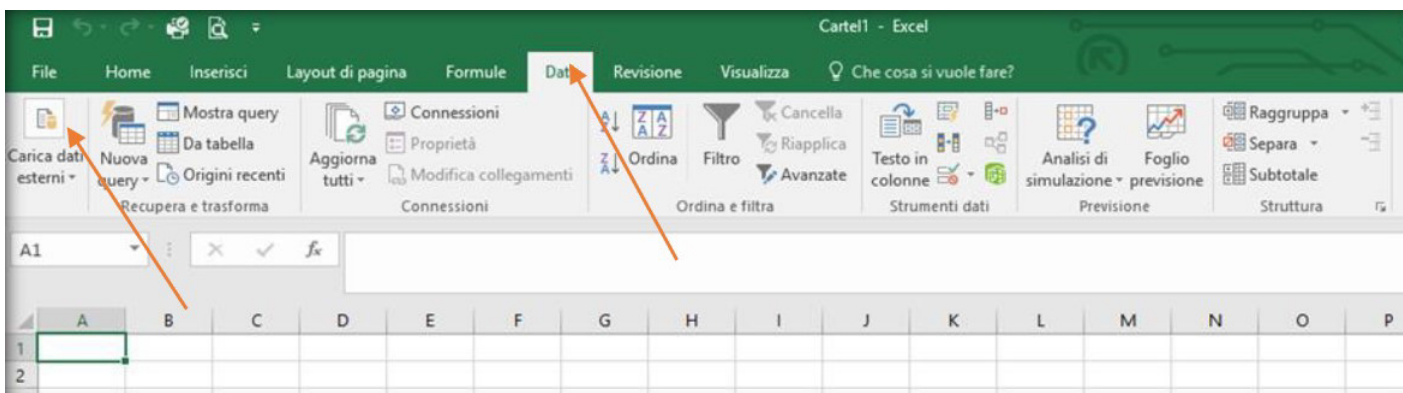 Cartel1 - Excel
File Home Inserisci Layout di pagina Formule Dati Revisione Visualizza Che cosa si vuole fare?
Carica dati
esterni
Nuova
query
Mostra query
Da tabella
Origini recenti
Recupera e trasforma
Aggiorna
tutti
Connessioni
Proprietà
Modifica collegamenti
Connessioni
Ordina
Filtro
Cancella
Riapplica
Avanzate
Ordina e filtra
Testo in
colonne
Strumenti dati
Analisi di
simulazione
Foglio
previsione
Previsione
Raggruppa
Separa
Subtotale
Struttura
A1 fx
A B C D E F G H I J K L M N O P
1
2